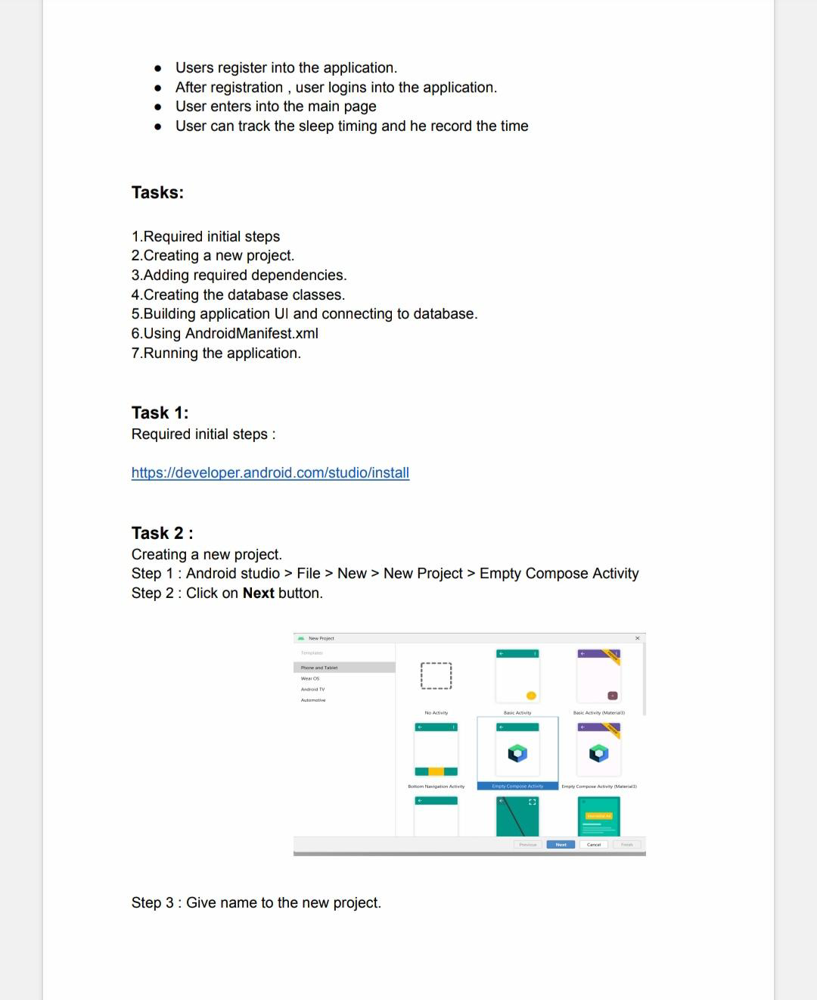 ● Users register into the application.
● After registration , user logins into the application.
● User enters into the main page
● User can track the sleep timing and he record the time
Tasks:
1.Required initial steps
2.Creating a new project.
3.Adding required dependencies.
4.Creating the database classes.
5.Building application UI and connecting to database.
6.Using AndroidManifest.xml
7.Running the application.
Task 1:
Required initial steps :
https://developer.android.com/studio/install
Task 2 :
Creating a new project.
Step 1 : Android studio > File > New > New Project > Empty Compose Activity
Step 2 : Click on Next button.
New Project
Templates
Phone and Tablet
Wear OS
Android TV
Automotive
No Activity
Basic Activity
Basic Activity (Material3)
Bottom Navigation Activity
Empty Compose Activity
Empty Compose Activity (Material3)
Previous
Next
Cancel
Finish
Step 3 : Give name to the new project.